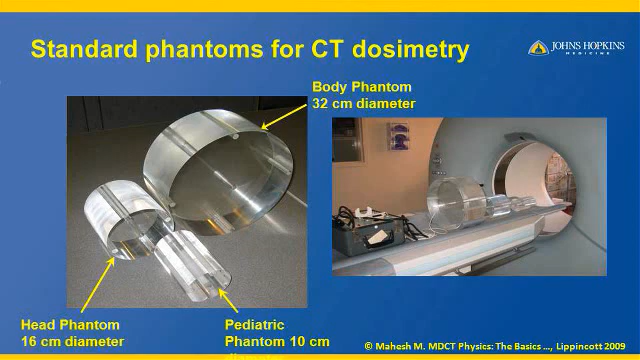 Standard phantoms for CT dosimetry
JOHNS HOPKINS
MEDICINE
Body Phantom
32 cm diameter
Head Phantom
16 cm diameter
Pediatric
Phantom 10 cm
diameter
© Mahesh M. MDCT Physics: The Basics ..., Lippincott 2009